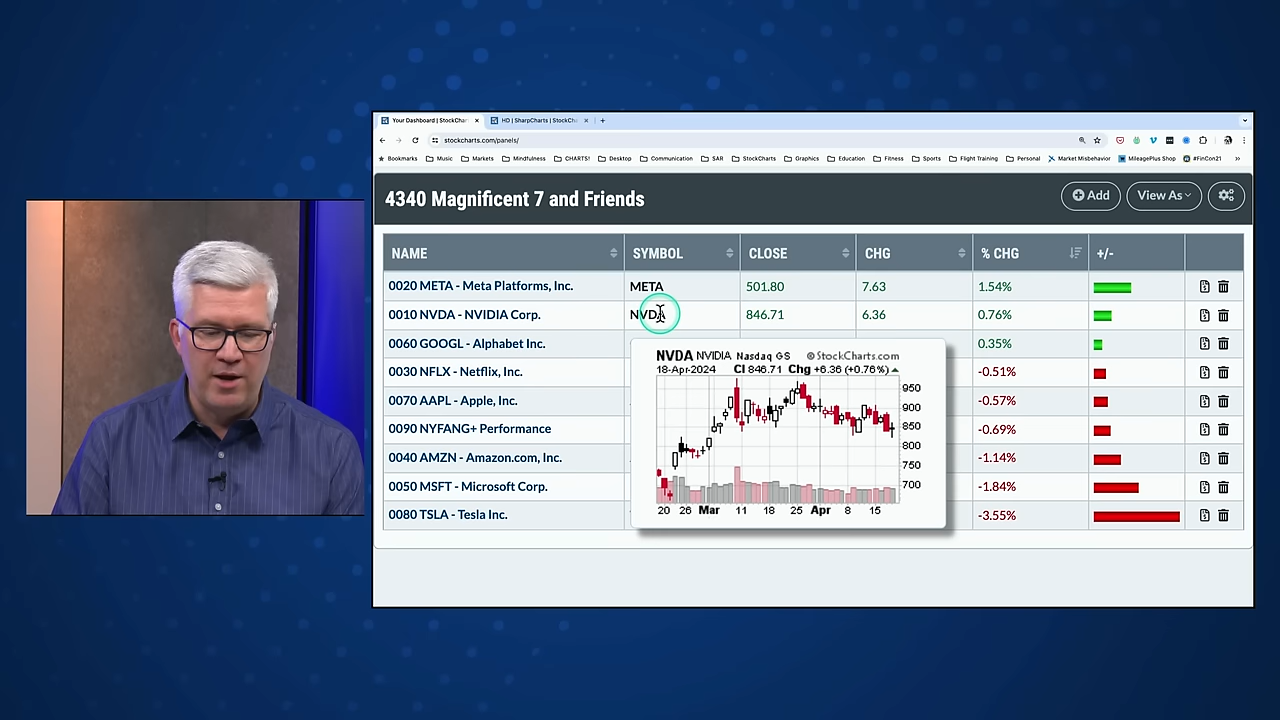 Your Dashboard | StockChar
HD | SharpCharts | StockCh
stockcharts.com/panels/
Bookmarks Music Markets Mindfulness CHARTS! Desktop Communication SAR StockCharts Graphics Education Fitness Sports Flight Training Personal Market Misbehavior MileagePlus Shop #FinCon21
4340 Magnificent 7 and Friends
Add View As
NAME SYMBOL CLOSE CHG % CHG +/-
0020 META - Meta Platforms, Inc. META 501.80 7.63 1.54%
0010 NVDA - NVIDIA Corp. NVDA 846.71 6.36 0.76%
0060 GOOGL - Alphabet Inc. 0.35%
0030 NFLX - Netflix, Inc. -0.51%
0070 AAPL - Apple, Inc. -0.57%
0090 NYFANG+ Performance -0.69%
0040 AMZN - Amazon.com, Inc. -1.14%
0050 MSFT - Microsoft Corp. -1.84%
0080 TSLA - Tesla Inc. -3.55%
NVDA NVIDIA Nasdaq GS © StockCharts.com
18-Apr-2024 Cl 846.71 Chg +6.36 (+0.76%)
950
900
850
800
750
700
20 26 Mar 11 18 25 Apr 8 15